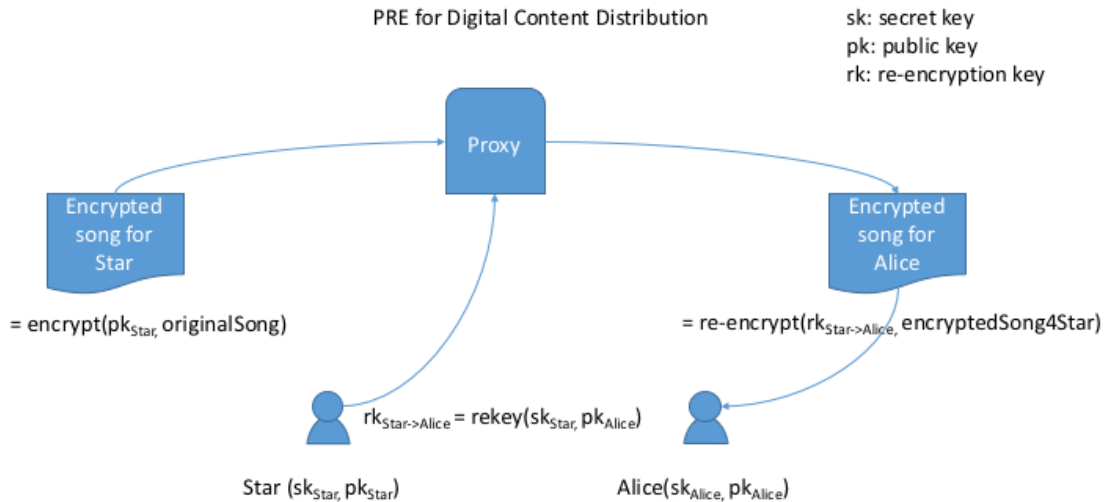 PRE for Digital Content Distribution
sk: secret key
pk: public key
rk: re-encryption key
Proxy
Encrypted
song for
Star
Encrypted
song for
Alice
= encrypt(pkStar, originalSong)
= re-encrypt(rkStar->Alice, encryptedSong4Star)
rkStar->Alice = rekey(skStar, pkAlice)
Star (skStar, pkStar)
Alice(skAlice, pkAlice)